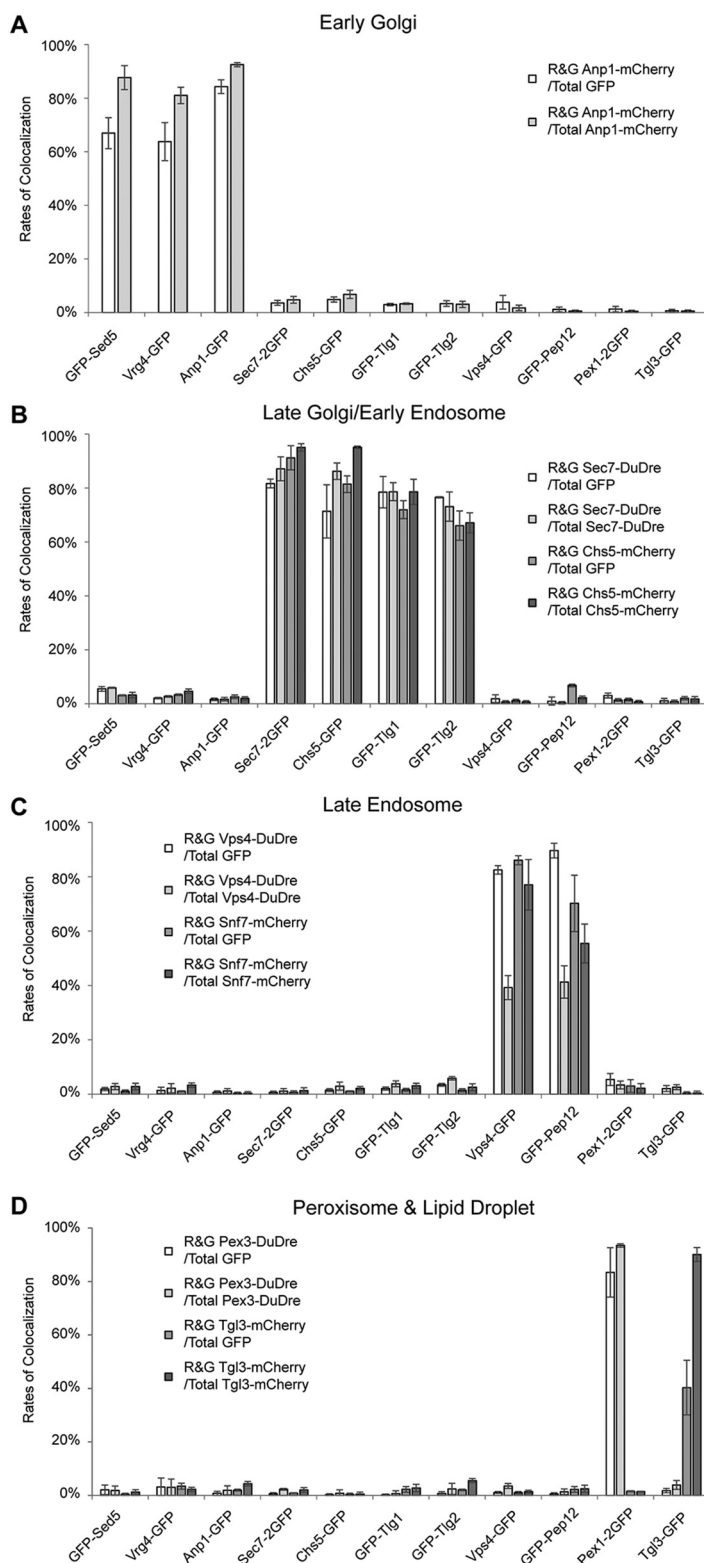 A
Early Golgi
Rates of Colocalization
100%
80%
60%
40%
20%
0%
R&G Anp1-mCherry
/Total GFP
R&G Anp1-mCherry
/Total Anp1-mCherry
GFP-Sed5
Vrg4-GFP
Anp1-GFP
Sec7-2GFP
Chs5-GFP
GFP-Tlg1
GFP-Tlg2
Vps4-GFP
GFP-Pep12
Pex1-2GFP
Tgl3-GFP
B
Late Golgi/Early Endosome
Rates of Colocalization
100%
80%
60%
40%
20%
0%
R&G Sec7-DuDre
/Total GFP
R&G Sec7-DuDre
/Total Sec7-DuDre
R&G Chs5-mCherry
/Total GFP
R&G Chs5-mCherry
/Total Chs5-mCherry
GFP-Sed5
Vrg4-GFP
Anp1-GFP
Sec7-2GFP
Chs5-GFP
GFP-Tlg1
GFP-Tlg2
Vps4-GFP
GFP-Pep12
Pex1-2GFP
Tgl3-GFP
C
Late Endosome
Rates of Colocalization
100%
80%
60%
40%
20%
0%
R&G Vps4-DuDre
/Total GFP
R&G Vps4-DuDre
/Total Vps4-DuDre
R&G Snf7-mCherry
/Total GFP
R&G Snf7-mCherry
/Total Snf7-mCherry
GFP-Sed5
Vrg4-GFP
Anp1-GFP
Sec7-2GFP
Chs5-GFP
GFP-Tlg1
GFP-Tlg2
Vps4-GFP
GFP-Pep12
Pex1-2GFP
Tgl3-GFP
D
Peroxisome & Lipid Droplet
Rates of Colocalization
100%
80%
60%
40%
20%
0%
R&G Pex3-DuDre
/Total GFP
R&G Pex3-DuDre
/Total Pex3-DuDre
R&G Tgl3-mCherry
/Total GFP
R&G Tgl3-mCherry
/Total Tgl3-mCherry
GFP-Sed5
Vrg4-GFP
Anp1-GFP
Sec7-2GFP
Chs5-GFP
GFP-Tlg1
GFP-Tlg2
Vps4-GFP
GFP-Pep12
Pex1-2GFP
Tgl3-GFP